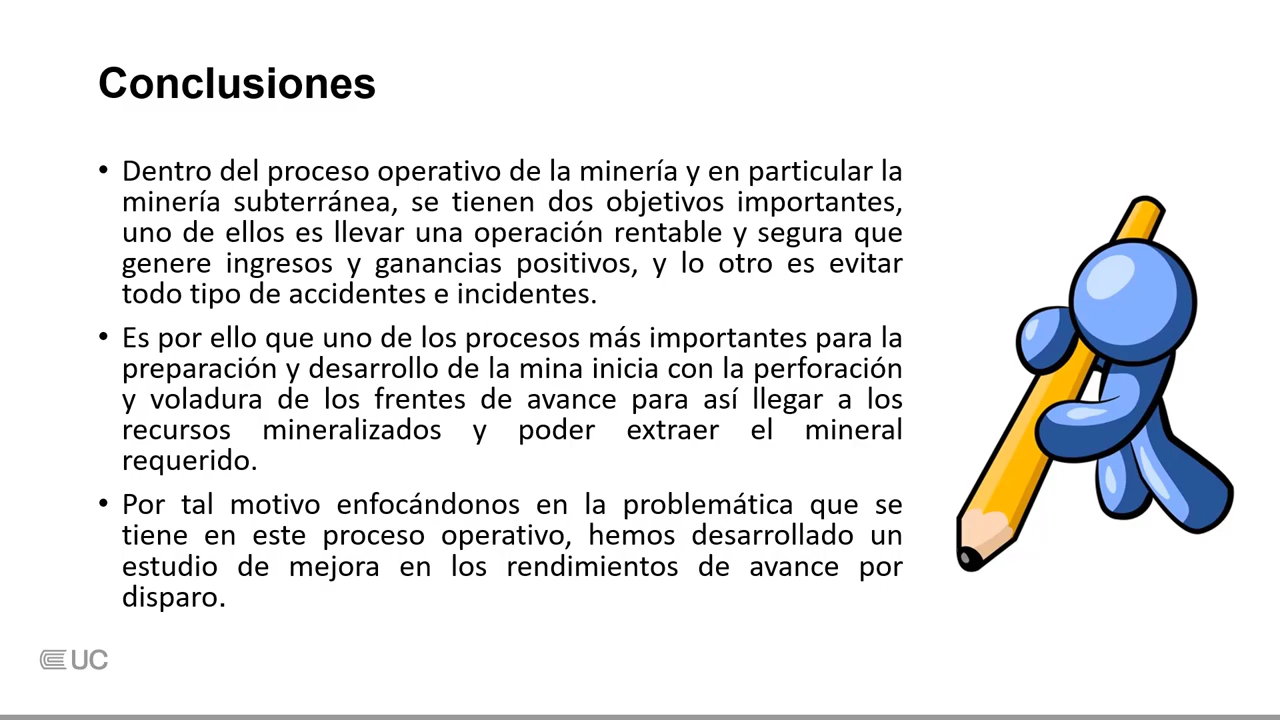 Conclusiones
• Dentro del proceso operativo de la minería y en particular la
minería subterránea, se tienen dos objetivos importantes,
uno de ellos es llevar una operación rentable y segura que
genere ingresos y ganancias positivos, y lo otro es evitar
todo tipo de accidentes e incidentes.
• Es por ello que uno de los procesos más importantes para la
preparación y desarrollo de la mina inicia con la perforación
y voladura de los frentes de avance para así llegar a los
recursos mineralizados y poder extraer el mineral
requerido.
• Por tal motivo enfocándonos en la problemática que se
tiene en este proceso operativo, hemos desarrollado un
estudio de mejora en los rendimientos de avance por
disparo.
UC